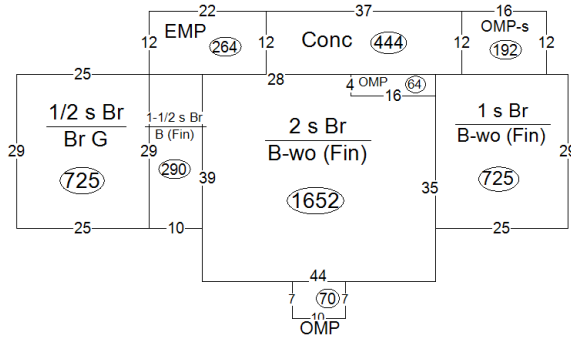 22
37
16
EMP
OMP-s
12
264
12
Conc
444
12
192
12
25
28
4
OMP
64
16
1/2 s Br
Br G
1-1/2 s Br
B (Fin)
2 s Br
B-wo (Fin)
1 s Br
B-wo (Fin)
29
725
29
290
39
1652
35
725
29
25
10
25
44
7
70
7
10
OMP